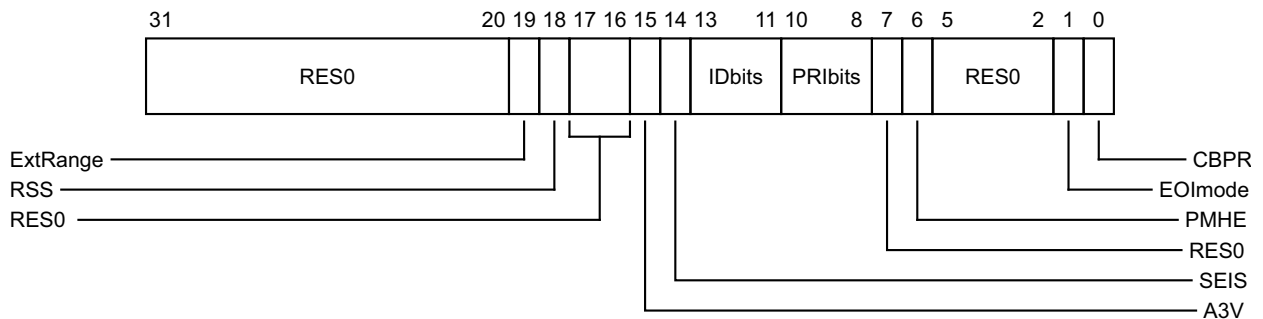 31 20 19 18 17 16 15 14 13 11 10 8 7 6 5 2 1 0
RES0 IDbits PRIbits RES0
ExtRange CBPR
RSS EOImode
RES0 PMHE
RES0
SEIS
A3V